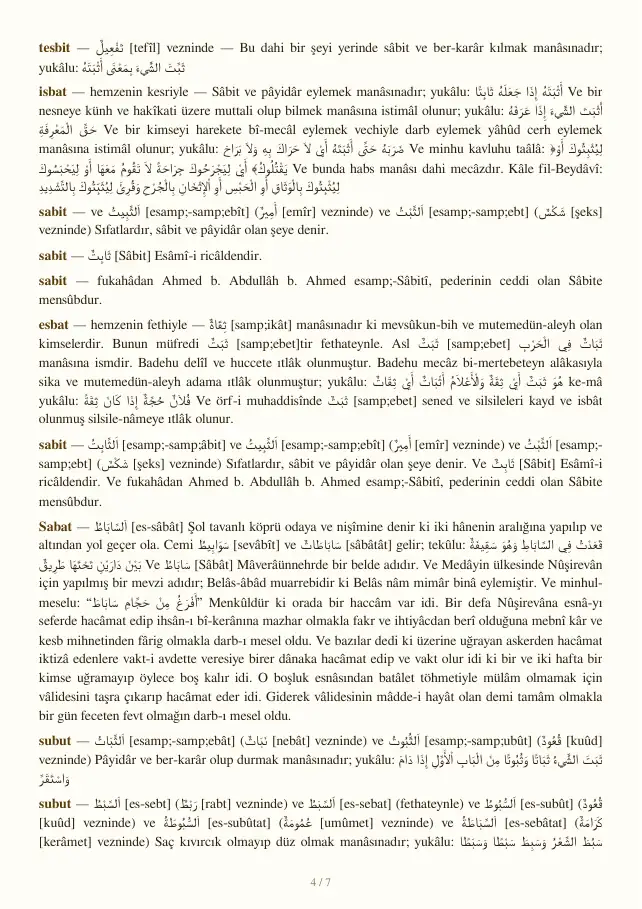 tesbit — تَفْعِيلٌ [tefîl] vezninde — Bu dahi bir şeyi yerinde sâbit ve ber-karâr kılmak manâsınadır;
yukâlu: ثَبَّتَ الشَّيْءَ بِمَعْنَى أَثْبَتَهُ
isbat — hemzenin kesriyle — Sâbit ve pâyidâr eylemek manâsınadır; yukâlu: أَثْبَتَهُ إِذَا جَعَلَهُ ثَابِتًا Ve bir
nesneye künh ve hakîkati üzere muttali olup bilmek manâsına istimâl olunur; yukâlu: أَثْبَتَ الشَّيْءَ إِذَا عَرَفَهُ
حَقَّ الْمَعْرِفَةِ Ve bir kimseyi harekete bî-mecâl eylemek vechiyle darb eylemek yâhûd cerh eylemek
manâsına istimâl olunur; yukâlu: ضَرَبَهُ حَتَّى أَثْبَتَهُ أَيْ لاَ حَرَاكَ بِهِ وَلاَ بَرَاحَ Ve minhu kavluhu taâlâ: ﴿لِيُثْبِتُوكَ أَوْ
يَقْتُلُوكَ﴾ أَيْ لِيَجْرَحُوكَ جِرَاحَةً لاَ تَقُومُ مَعَهَا أَوْ لِيَحْبَسُوكَ Ve bunda habs manâsı dahi mecâzdır. Kâle fil-Beydâvî:
لِيُثْبِتُوكَ بِالْوَثَاقِ أَوِ الْحَبْسِ أَوِ الْإِثْخَانِ بِالْجُرْحِ وَقُرِئَ لِيُثَبِّتُوكَ بِالتَّشْدِيدِ
sabit — ve اَلثَّبِيتُ [esamp;-samp;ebît] (أَمِيرٌ [emîr] vezninde) ve اَلثَّبْتُ [esamp;-samp;ebt] (شَكْسٌ [şeks]
vezninde) Sıfatlardır, sâbit ve pâyidâr olan şeye denir.
sabit — ثَابِتٌ [Sâbit] Esâmî-i ricâldendir.
sabit — fukahâdan Ahmed b. Abdullâh b. Ahmed esamp;-Sâbitî, pederinin ceddi olan Sâbite
mensûbdur.
esbat — hemzenin fethiyle — ثِقَاةٌ [samp;ikât] manâsınadır ki mevsûkun-bih ve mutemedün-aleyh olan
kimselerdir. Bunun müfredi ثَبَتٌ [samp;ebet]tir fethateynle. Asl ثَبَتٌ [samp;ebet] ثَبَاتٌ فِي الْحَرْبِ
manâsına ismdir. Badehu delîl ve huccete ıtlâk olunmuştur. Badehu mecâz bi-mertebeteyn alâkasıyla
sika ve mutemedün-aleyh adama ıtlâk olunmuştur; yukâlu: هُوَ ثَبَتٌ أَيْ ثِقَةٌ وَالْأَعْلاَمُ أَثْبَاتٌ أَيْ ثِقَاتٌ ke-mâ
yukâlu: فُلاَنٌ حُجَّةٌ إِذَا كَانَ ثِقَةً Ve örf-i muhaddisînde ثَبَتٌ [samp;ebet] sened ve silsileleri kayd ve isbât
olunmuş silsile-nâmeye ıtlâk olunur.
sabit — اَلثَّابِتُ [esamp;-samp;âbit] ve اَلثَّبِيتُ [esamp;-samp;ebît] (أَمِيرٌ [emîr] vezninde) ve اَلثَّبْتُ [esamp;-
samp;ebt] (شَكْسٌ [şeks] vezninde) Sıfatlardır, sâbit ve pâyidâr olan şeye denir. Ve ثَابِتٌ [Sâbit] Esâmî-i
ricâldendir. Ve fukahâdan Ahmed b. Abdullâh b. Ahmed esamp;-Sâbitî, pederinin ceddi olan Sâbite
mensûbdur.
Sabat — اَلسَّابَاطُ [es-sâbât] Şol tavanlı köprü odaya ve nişîmine denir ki iki hânenin aralığına yapılıp ve
altından yol geçer ola. Cemi سَوَابِيطُ [sevâbît] ve سَابَاطَاتٌ [sâbâtât] gelir; tekûlu: قَعَدْتُ فِي السَّابَاطِ وَهُوَ سَقِيفَةٌ
بَيْنَ دَارَيْنِ تَحْتَهَا طَرِيقٌ Ve سَابَاطُ [Sâbât] Mâverâünnehrde bir belde adıdır. Ve Medâyin ülkesinde Nûşirevân
için yapılmış bir mevzi adıdır; Belâs-âbâd muarrebidir ki Belâs nâm mimâr binâ eylemiştir. Ve minhul-
meselu: “أَفْرَغُ مِنْ حَجَّامِ سَابَاطَ” Menkûldür ki orada bir haccâm var idi. Bir defa Nûşirevâna esnâ-yı
seferde hacâmat edip ihsân-ı bî-kerânına mazhar olmakla fakr ve ihtiyâcdan berî olduğuna mebnî kâr ve
kesb mihnetinden fârig olmakla darb-ı mesel oldu. Ve bazılar dedi ki üzerine uğrayan askerden hacâmat
iktizâ edenlere vakt-i avdette veresiye birer dânaka hacâmat edip ve vakt olur idi ki bir ve iki hafta bir
kimse uğramayıp öylece boş kalır idi. O boşluk esnâsından batâlet töhmetiyle mülâm olmamak için
vâlidesini taşra çıkarıp hacâmat eder idi. Giderek vâlidesinin mâdde-i hayât olan demi tamâm olmakla
bir gün feceten fevt olmağın darb-ı mesel oldu.
subut — اَلثَّبَاتُ [esamp;-samp;ebât] (نَبَاتٌ [nebât] vezninde) ve اَلثُّبُوتُ [esamp;-samp;ubût] (قُعُودٌ [kuûd]
vezninde) Pâyidâr ve ber-karâr olup durmak manâsınadır; yukâlu: ثَبَتَ الشَّيْءُ ثَبَاتًا وَثُبُوتًا مِنَ الْبَابِ الْأَوَّلِ إِذَا دَامَ
وَاسْتَقَرَّ
subut — اَلسَّبْطُ [es-sebt] (رَبْطٌ [rabt] vezninde) ve اَلسَّبَطُ [es-sebat] (fethateynle) ve اَلسُّبُوطُ [es-subût] (قُعُودٌ
[kuûd] vezninde) ve اَلسُّبُوطَةُ [es-subûtat] (عُمُومَةٌ [umûmet] vezninde) ve اَلسَّبَاطَةُ [es-sebâtat] (كَرَامَةٌ
[kerâmet] vezninde) Saç kıvırcık olmayıp düz olmak manâsınadır; yukâlu: سَبُطَ الشَّعْرُ وَسَبِطَ سَبْطًا وَسَبَطًا
4 / 7